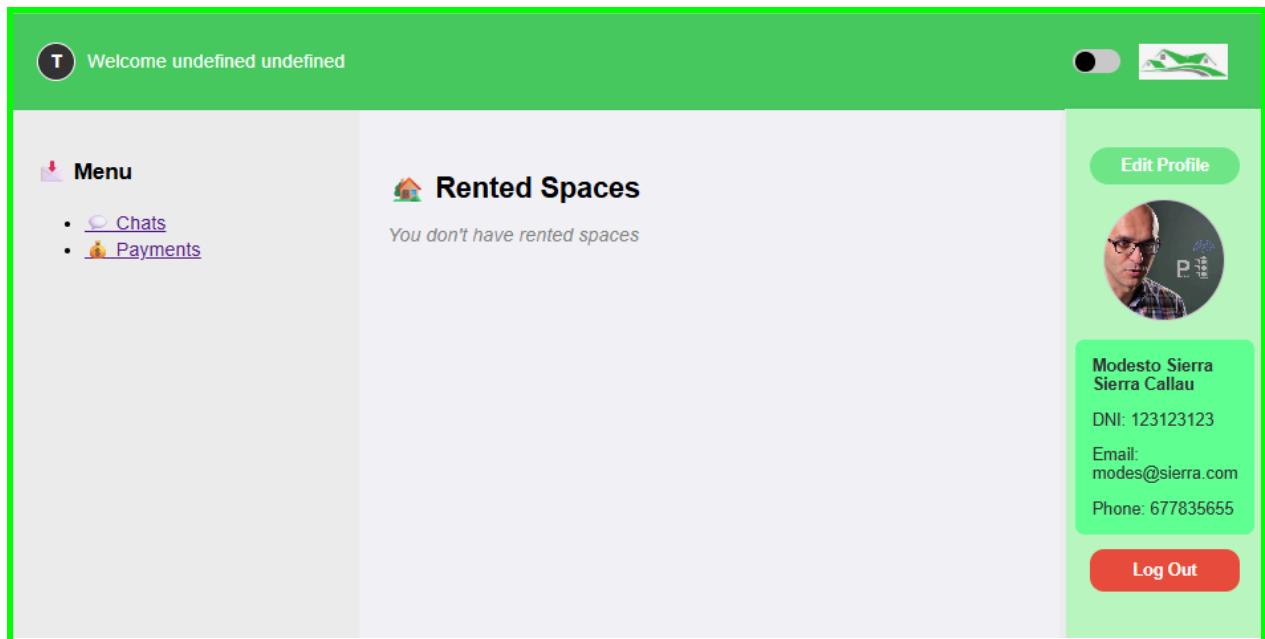 T Welcome undefined undefined
Menu
Chats
Payments
Rented Spaces
You don't have rented spaces
Edit Profile
P
Modesto Sierra
Sierra Callau
DNI: 123123123
Email:
modes@sierra.com
Phone: 677835655
Log Out